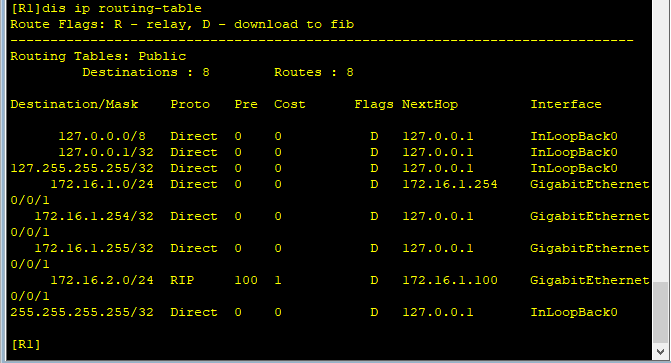 [R1]dis ip routing-table
Route Flags: R - relay, D - download to fib
------------------------------------------------------------------------------
Routing Tables: Public
         Destinations : 8        Routes : 8

Destination/Mask    Proto   Pre  Cost      Flags NextHop         Interface

      127.0.0.0/8   Direct  0    0           D   127.0.0.1       InLoopBack0
      127.0.0.1/32  Direct  0    0           D   127.0.0.1       InLoopBack0
127.255.255.255/32  Direct  0    0           D   127.0.0.1       InLoopBack0
     172.16.1.0/24  Direct  0    0           D   172.16.1.254    GigabitEthernet
0/0/1
   172.16.1.254/32  Direct  0    0           D   127.0.0.1       GigabitEthernet
0/0/1
   172.16.1.255/32  Direct  0    0           D   127.0.0.1       GigabitEthernet
0/0/1
     172.16.2.0/24  RIP     100  1           D   172.16.1.100    GigabitEthernet
0/0/1
255.255.255.255/32  Direct  0    0           D   127.0.0.1       InLoopBack0

[R1]